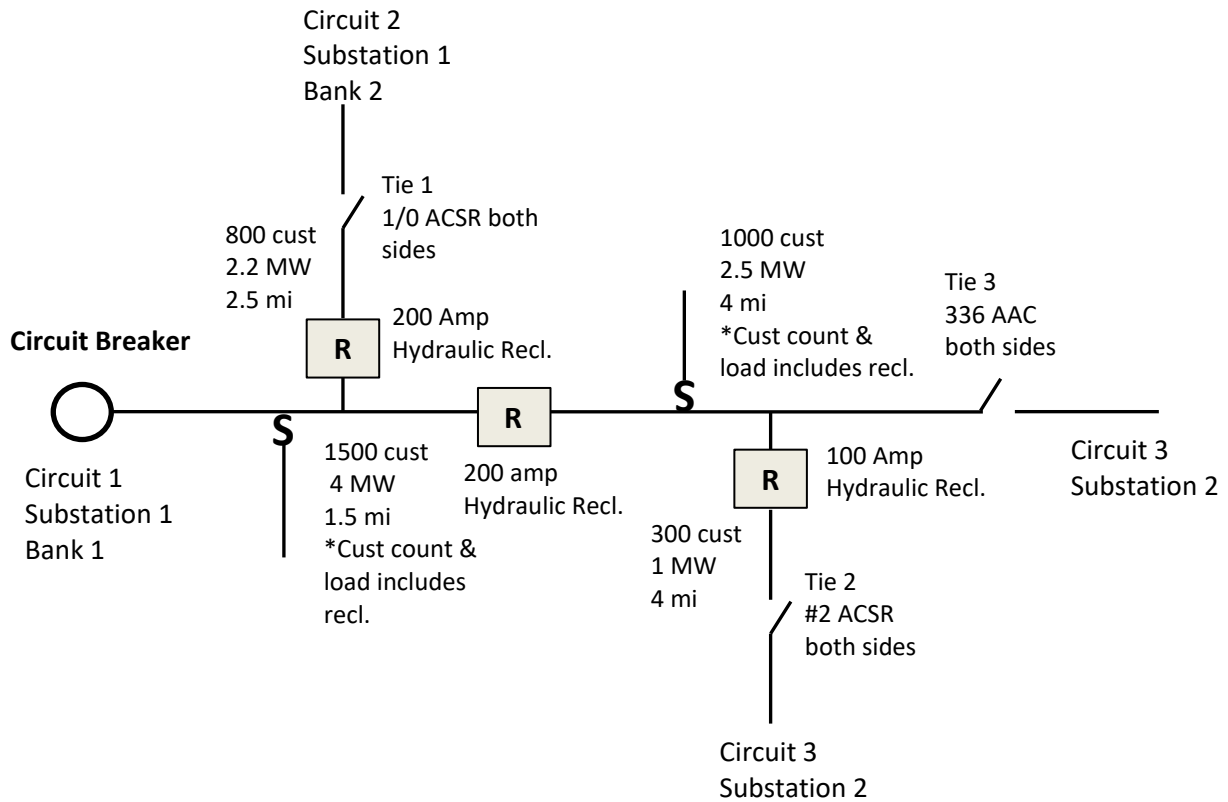 Circuit 2
Substation 1
Bank 2
Tie 1
1/0 ACSR both
sides
800 cust
2.2 MW
2.5 mi
1000 cust
2.5 MW
4 mi
*Cust count &
load includes recl.
Tie 3
336 AAC
both sides
Circuit Breaker
R
200 Amp
Hydraulic Recl.
S
S
R
1500 cust
4 MW
1.5 mi
*Cust count &
load includes
recl.
200 amp
Hydraulic Recl.
R
100 Amp
Hydraulic Recl.
Circuit 3
Substation 2
Circuit 1
Substation 1
Bank 1
300 cust
1 MW
4 mi
Tie 2
#2 ACSR
both sides
Circuit 3
Substation 2